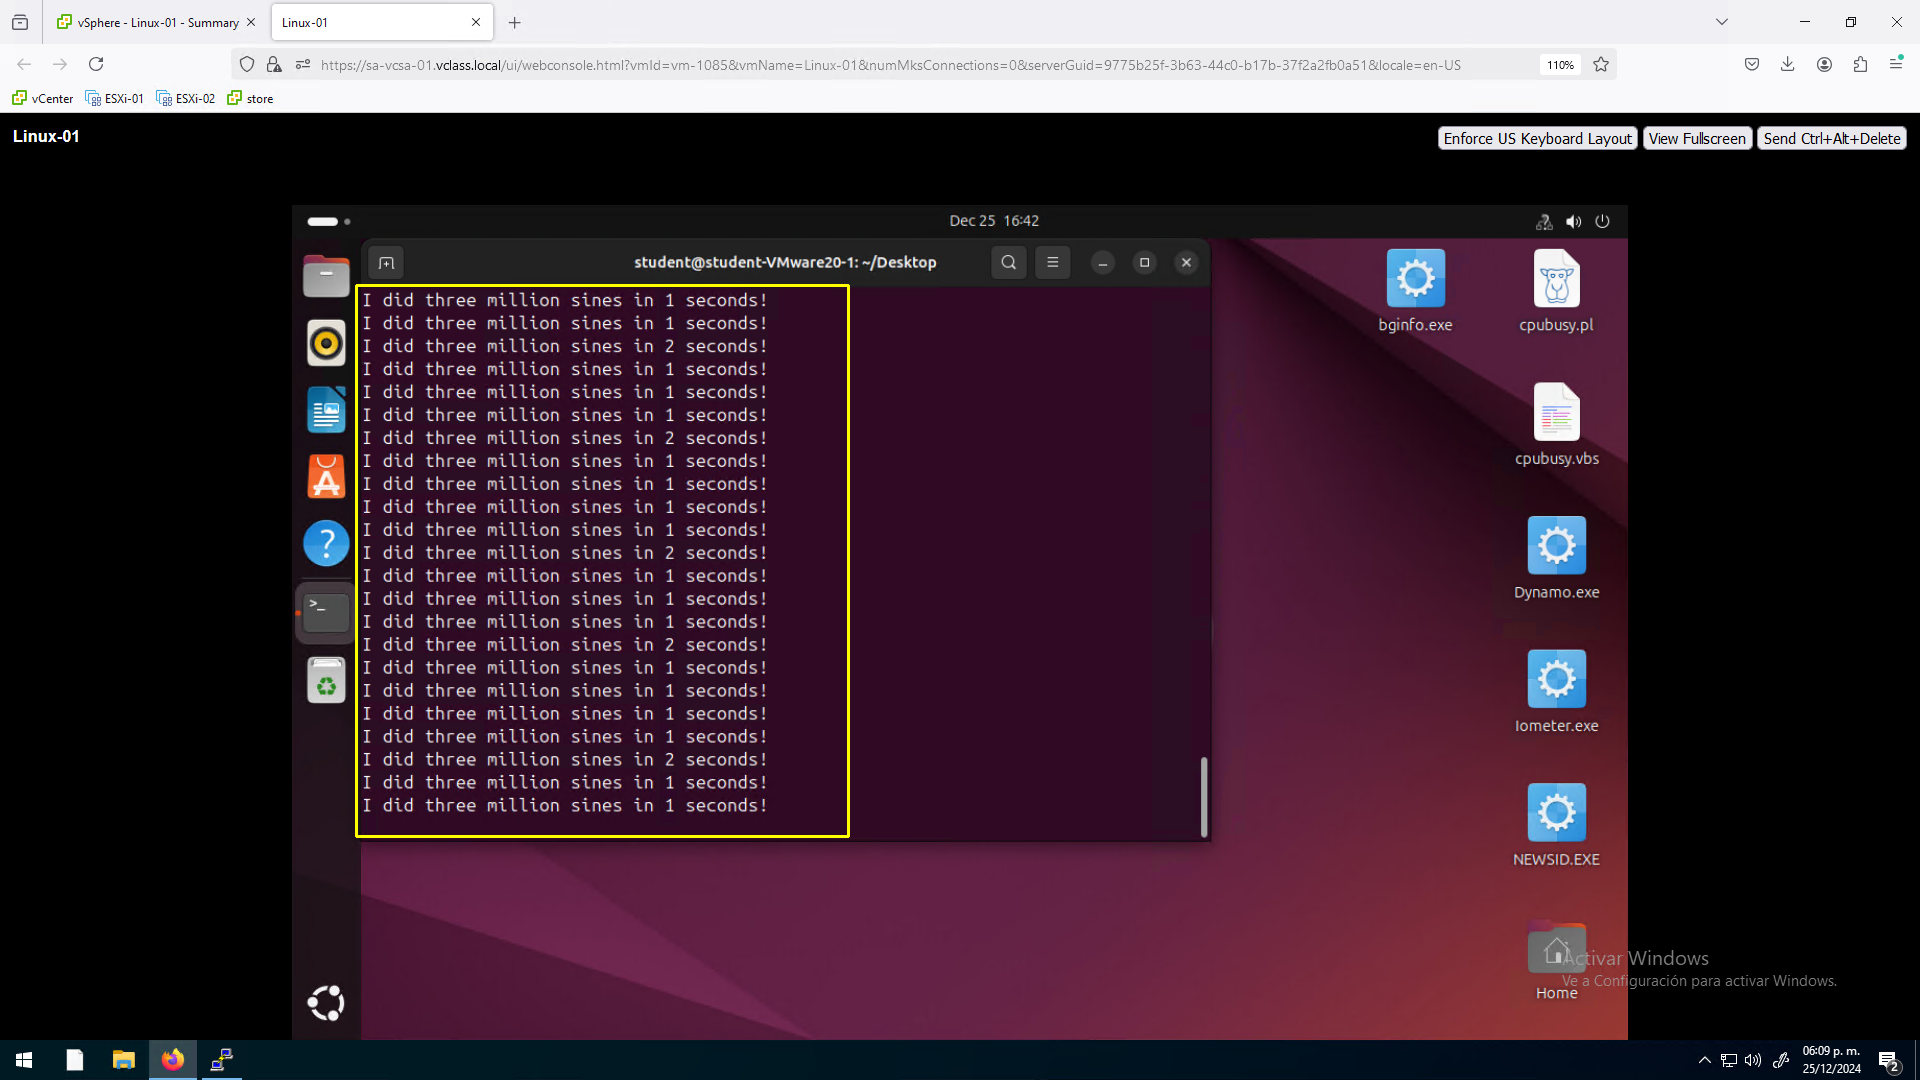 vSphere - Linux-01 - Summary
Linux-01
https://sa-vcsa-01.vclass.local/ui/webconsole.html?vmId=vm-1085&vmName=Linux-01&numMksConnections=0&serverGuid=9775b25f-3b63-44c0-b17b-37f2a2fb0a51&locale=en-US
110%
vCenter
ESXi-01
ESXi-02
store
Linux-01
Enforce US Keyboard Layout
View Fullscreen
Send Ctrl+Alt+Delete
Dec 25 16:42
student@student-VMware20-1: ~/Desktop
I did three million sines in 1 seconds!
I did three million sines in 1 seconds!
I did three million sines in 2 seconds!
I did three million sines in 1 seconds!
I did three million sines in 1 seconds!
I did three million sines in 1 seconds!
I did three million sines in 2 seconds!
I did three million sines in 1 seconds!
I did three million sines in 1 seconds!
I did three million sines in 1 seconds!
I did three million sines in 1 seconds!
I did three million sines in 2 seconds!
I did three million sines in 1 seconds!
I did three million sines in 1 seconds!
I did three million sines in 1 seconds!
I did three million sines in 2 seconds!
I did three million sines in 1 seconds!
I did three million sines in 1 seconds!
I did three million sines in 1 seconds!
I did three million sines in 1 seconds!
I did three million sines in 2 seconds!
I did three million sines in 1 seconds!
I did three million sines in 1 seconds!
bginfo.exe
cpubusy.pl
cpubusy.vbs
Dynamo.exe
Iometer.exe
NEWSID.EXE
Home
Activar Windows
Ve a Configuración para activar Windows.
06:09 p. m.
25/12/2024
2